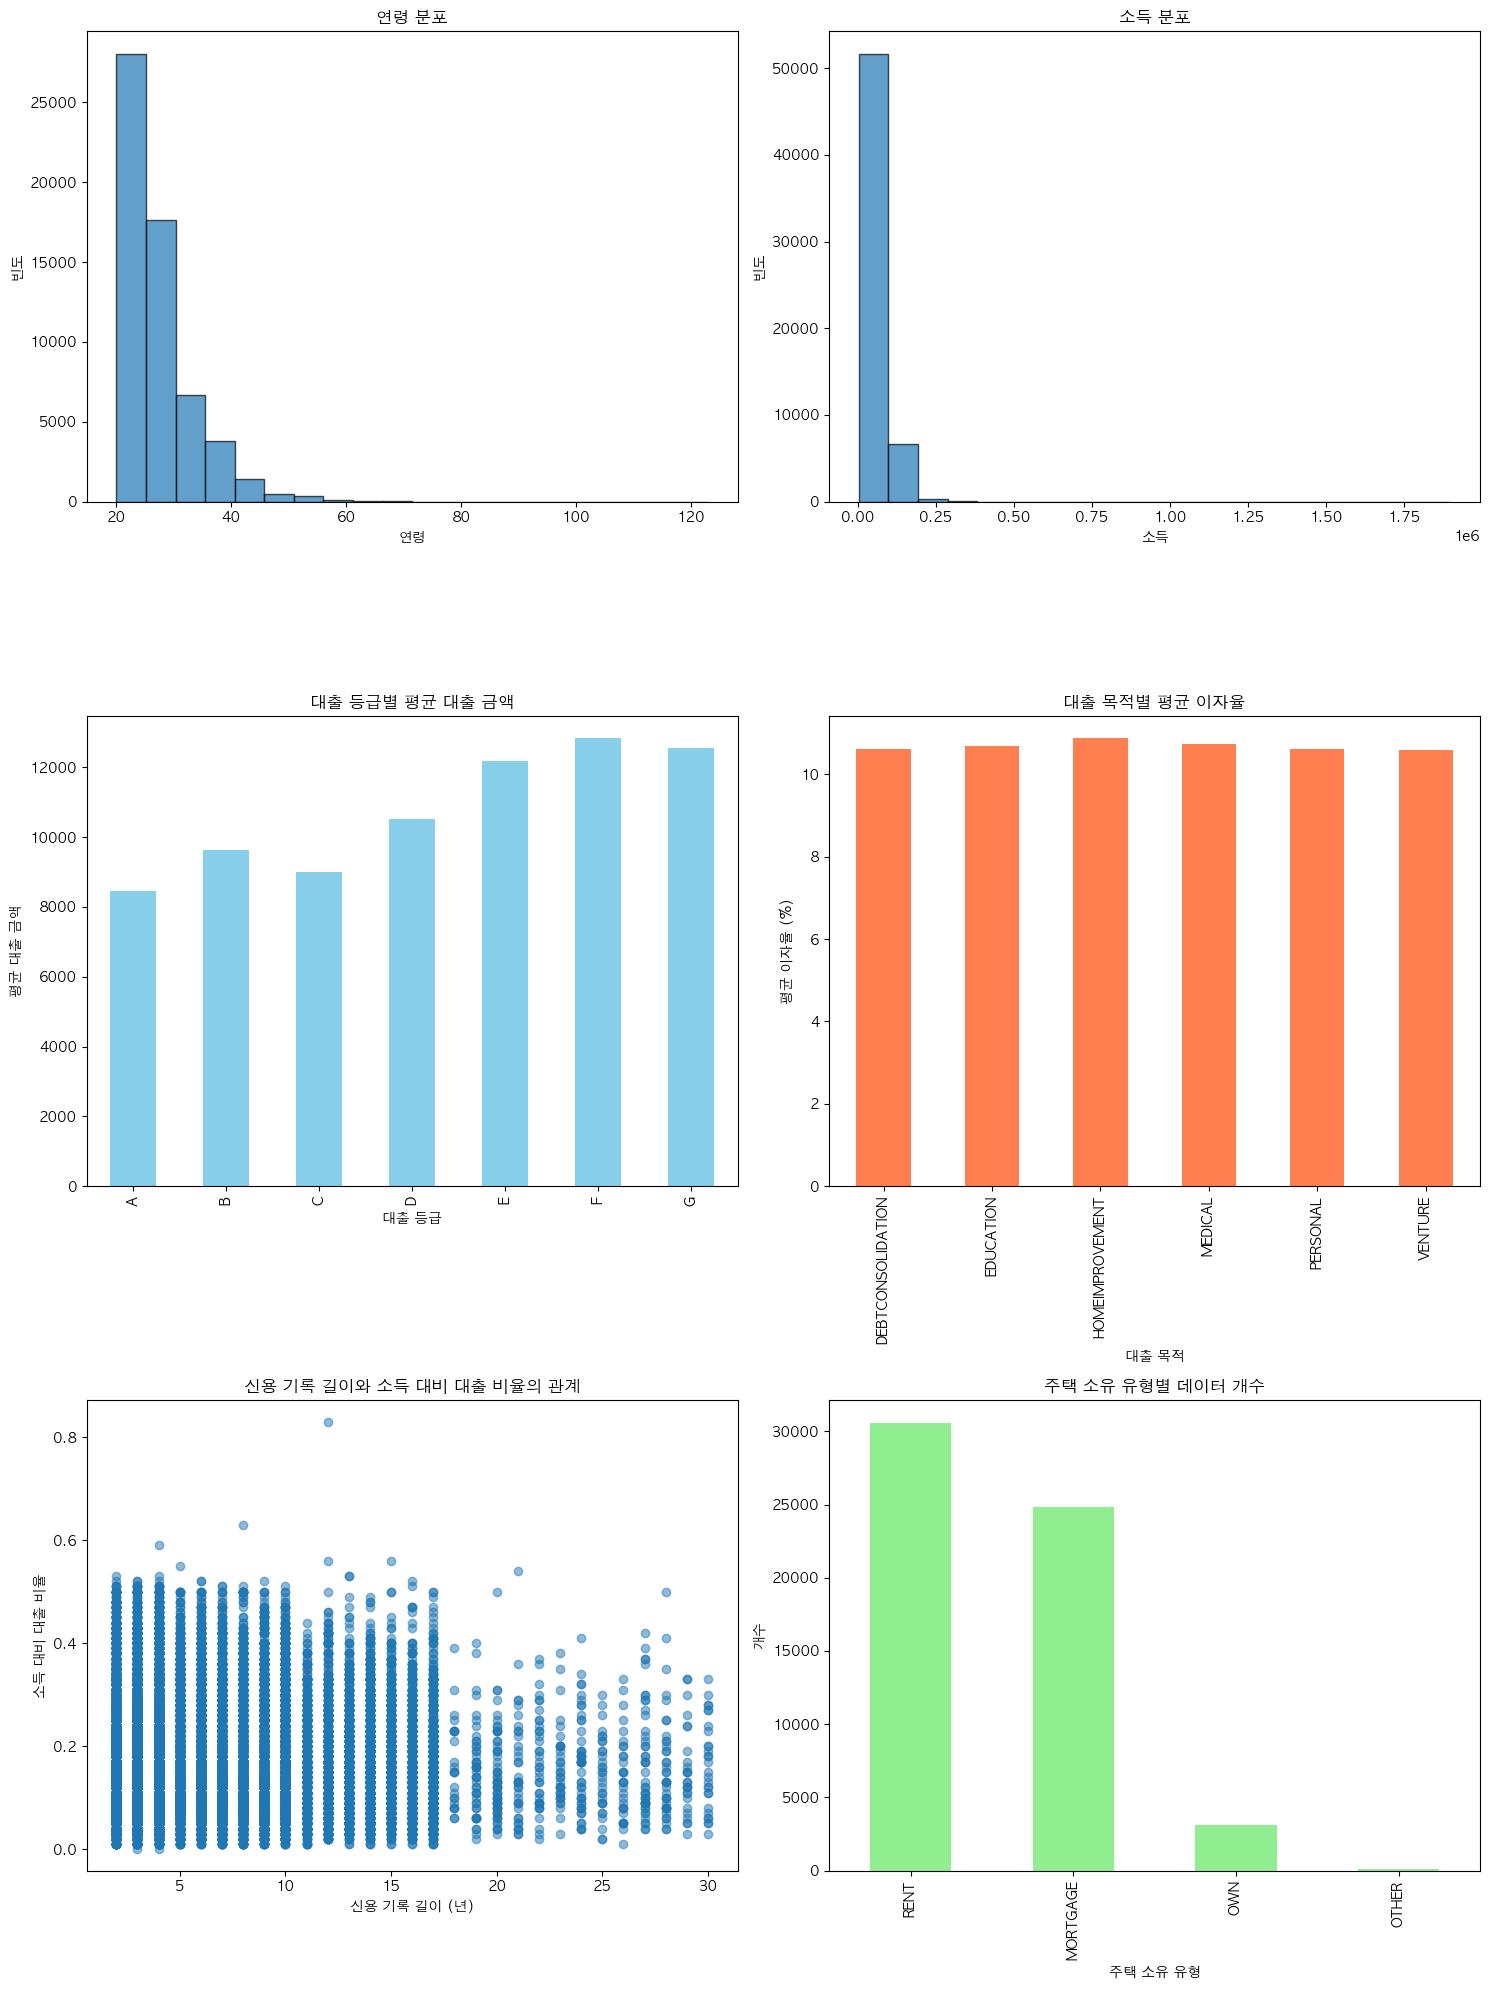 연령 분포
빈도
25000
20000
15000
10000
5000
0
20
40
60
80
100
120
연령
소득 분포
빈도
50000
40000
30000
20000
10000
0
0.00
0.25
0.50
0.75
1.00
1.25
1.50
1.75
1e6
소득
대출 등급별 평균 대출 금액
평균 대출 금액
12000
10000
8000
6000
4000
2000
0
A
B
C
D
E
F
G
대출 등급
대출 목적별 평균 이자율
평균 이자율 (%)
10
8
6
4
2
0
DEBTCONSOLIDATION
EDUCATION
HOMEIMPROVEMENT
MEDICAL
PERSONAL
VENTURE
대출 목적
신용 기록 길이와 소득 대비 대출 비율의 관계
소득 대비 대출 비율
0.8
0.6
0.4
0.2
0.0
5
10
15
20
25
30
신용 기록 길이 (년)
주택 소유 유형별 데이터 개수
개수
30000
25000
20000
15000
10000
5000
0
RENT
MORTGAGE
OWN
OTHER
주택 소유 유형